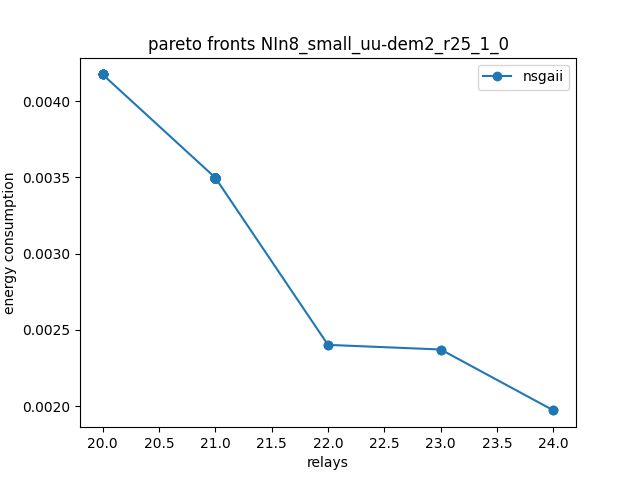 pareto fronts NIn8_small_uu-dem2_r25_1_0
nsgaii
energy consumption
0.0040
0.0035
0.0030
0.0025
0.0020
20.0 20.5 21.0 21.5 22.0 22.5 23.0 23.5 24.0
relays